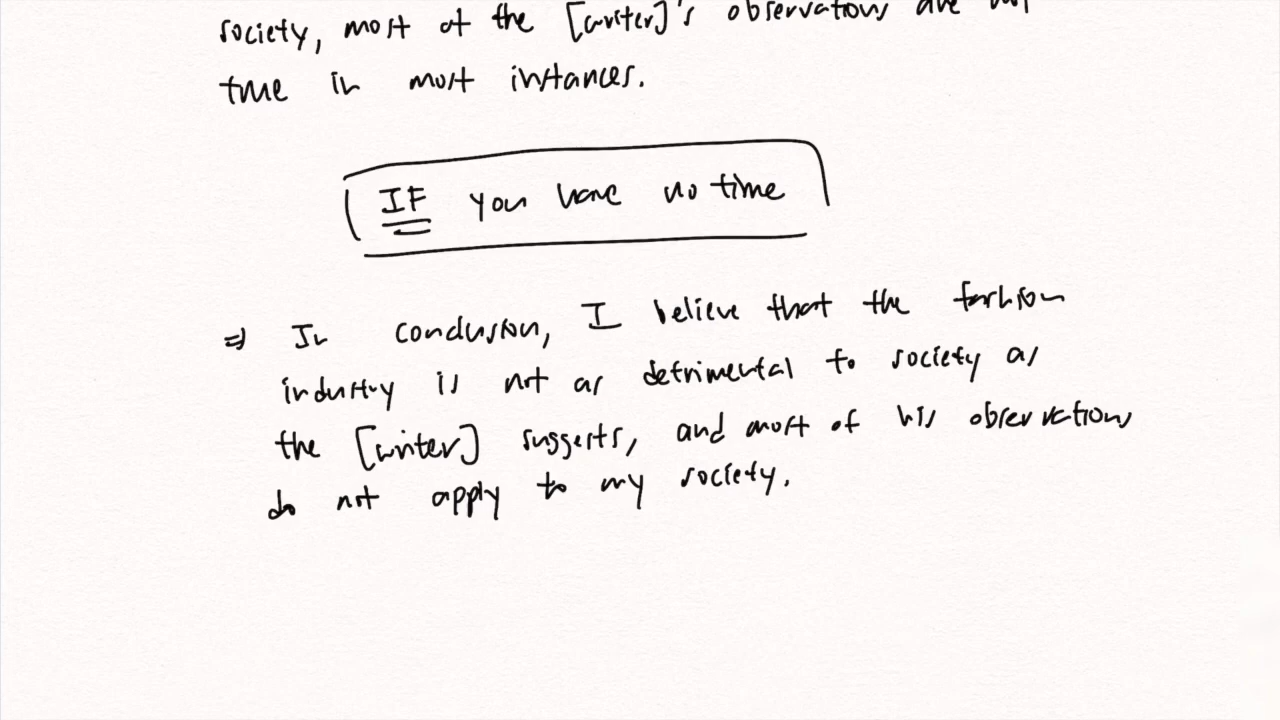 society, most of the [writer]'s observations are not
true in most instances.
IF you have no time
⇒ In conclusion, I believe that the fashion
industry is not as detrimental to society as
the [writer] suggests, and most of his observations
do not apply to my society.